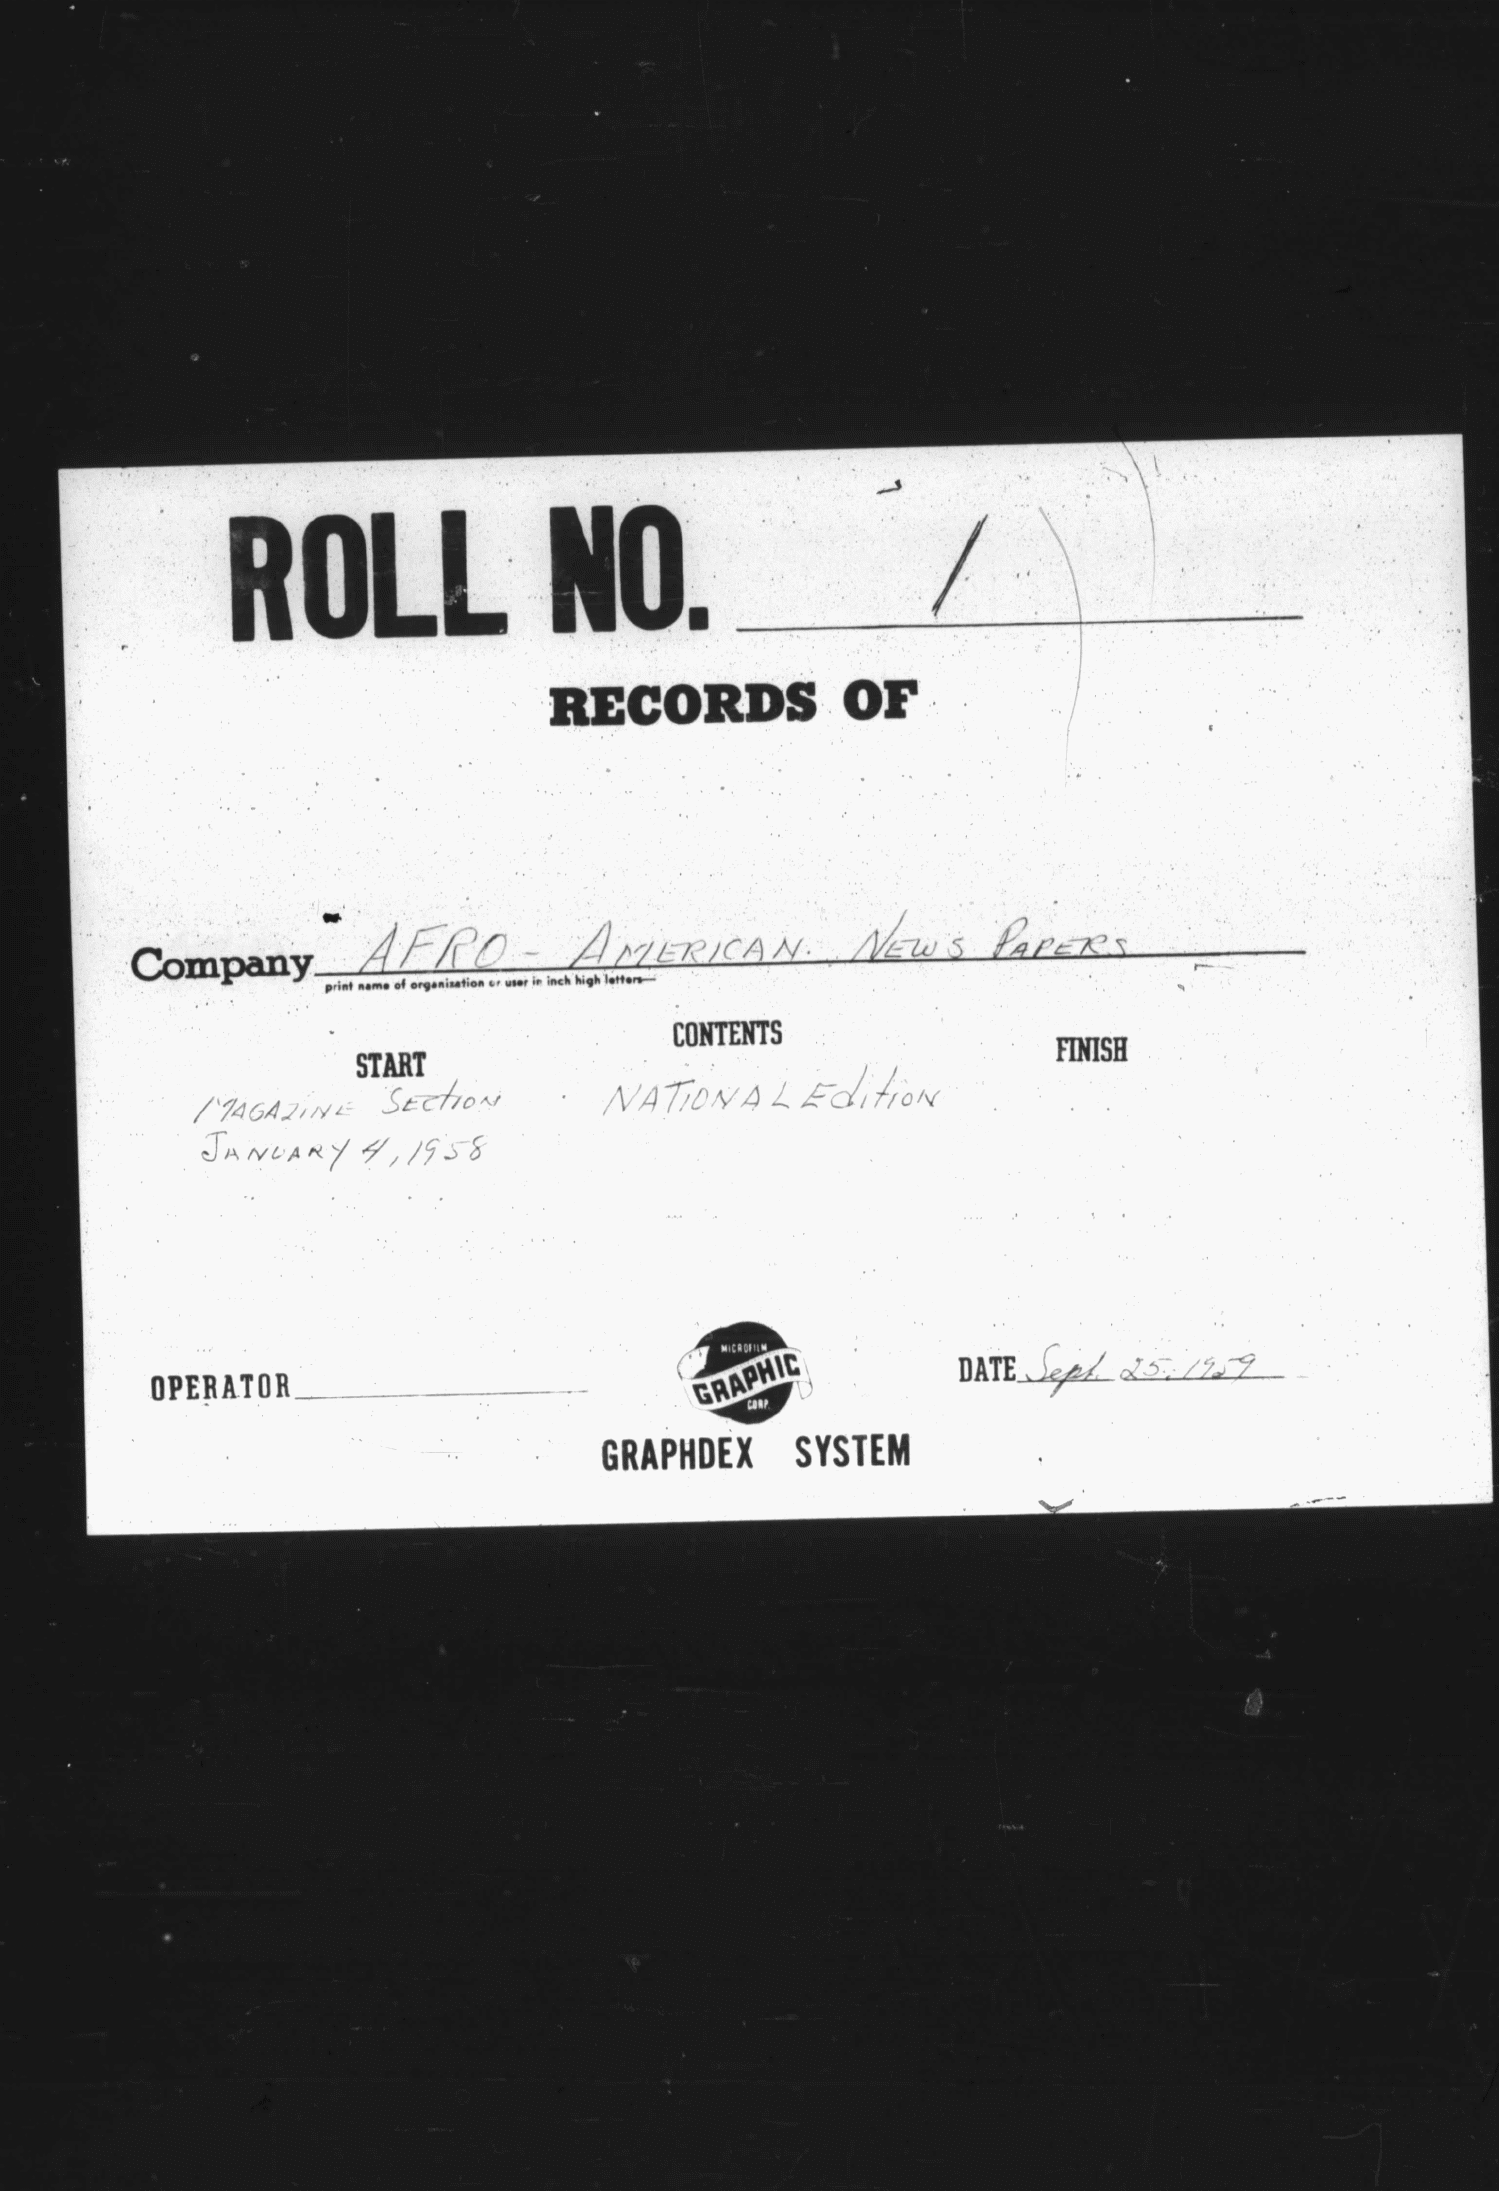 ROLL NO. 1
RECORDS OF
Company AFRO-AMERICAN. NEWS PAPERS
print name of organization or user in inch high letters
CONTENTS
START FINISH
MAGAZINE SECtION NATIONAL EditION
JANUARY 4, 1958
MICROFILM
GRAPHIC
CORP.
OPERATOR DATE Sept. 25, 1959
GRAPHDEX SYSTEM